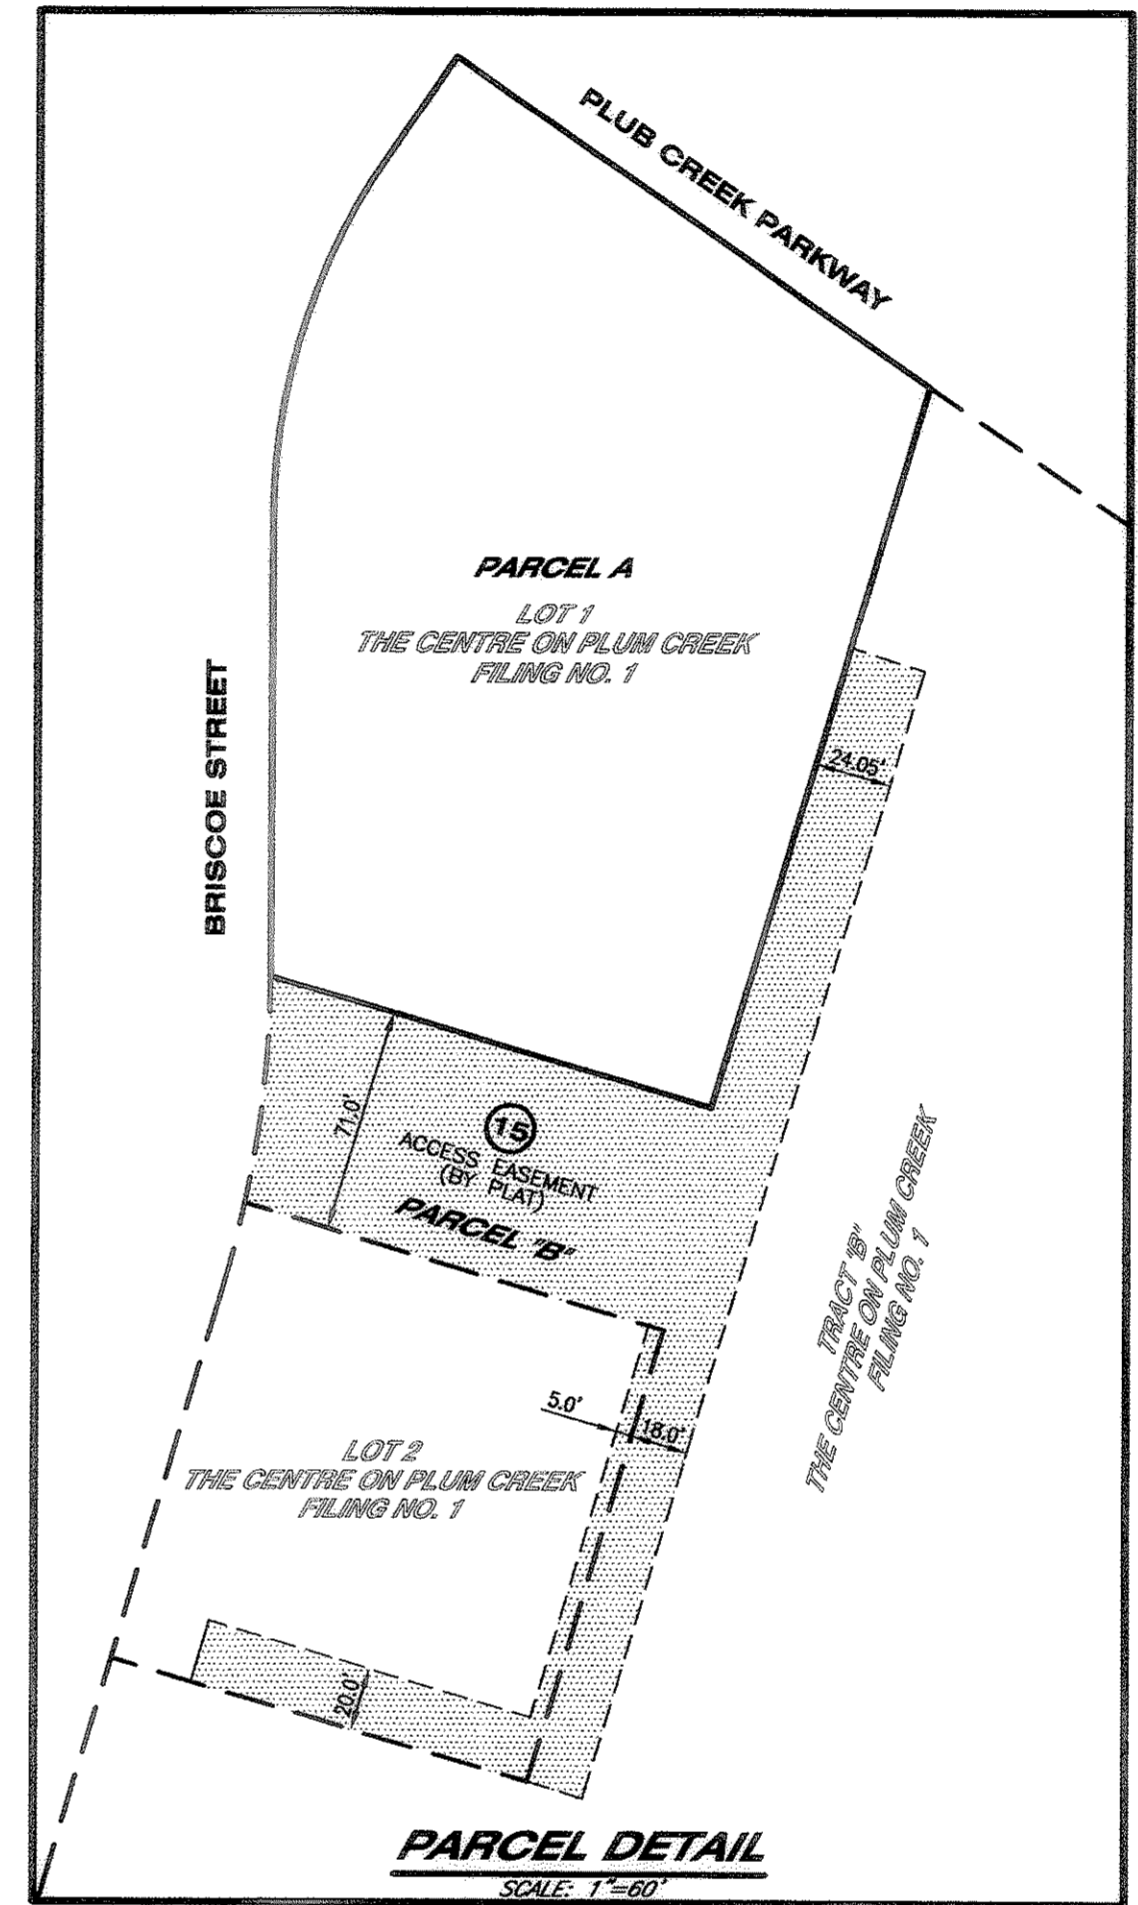 PLUB CREEK PARKWAY
PARCEL A
LOT 1
THE CENTRE ON PLUM CREEK
FILING NO. 1
BRISCOE STREET
24.05'
71.0'
15
ACCESS EASEMENT
(BY PLAT)
PARCEL "B"
TRACT "B"
THE CENTRE ON PLUM CREEK
FILING NO. 1
5.0'
18.0'
LOT 2
THE CENTRE ON PLUM CREEK
FILING NO. 1
20.0'
PARCEL DETAIL
SCALE: 1"=60'